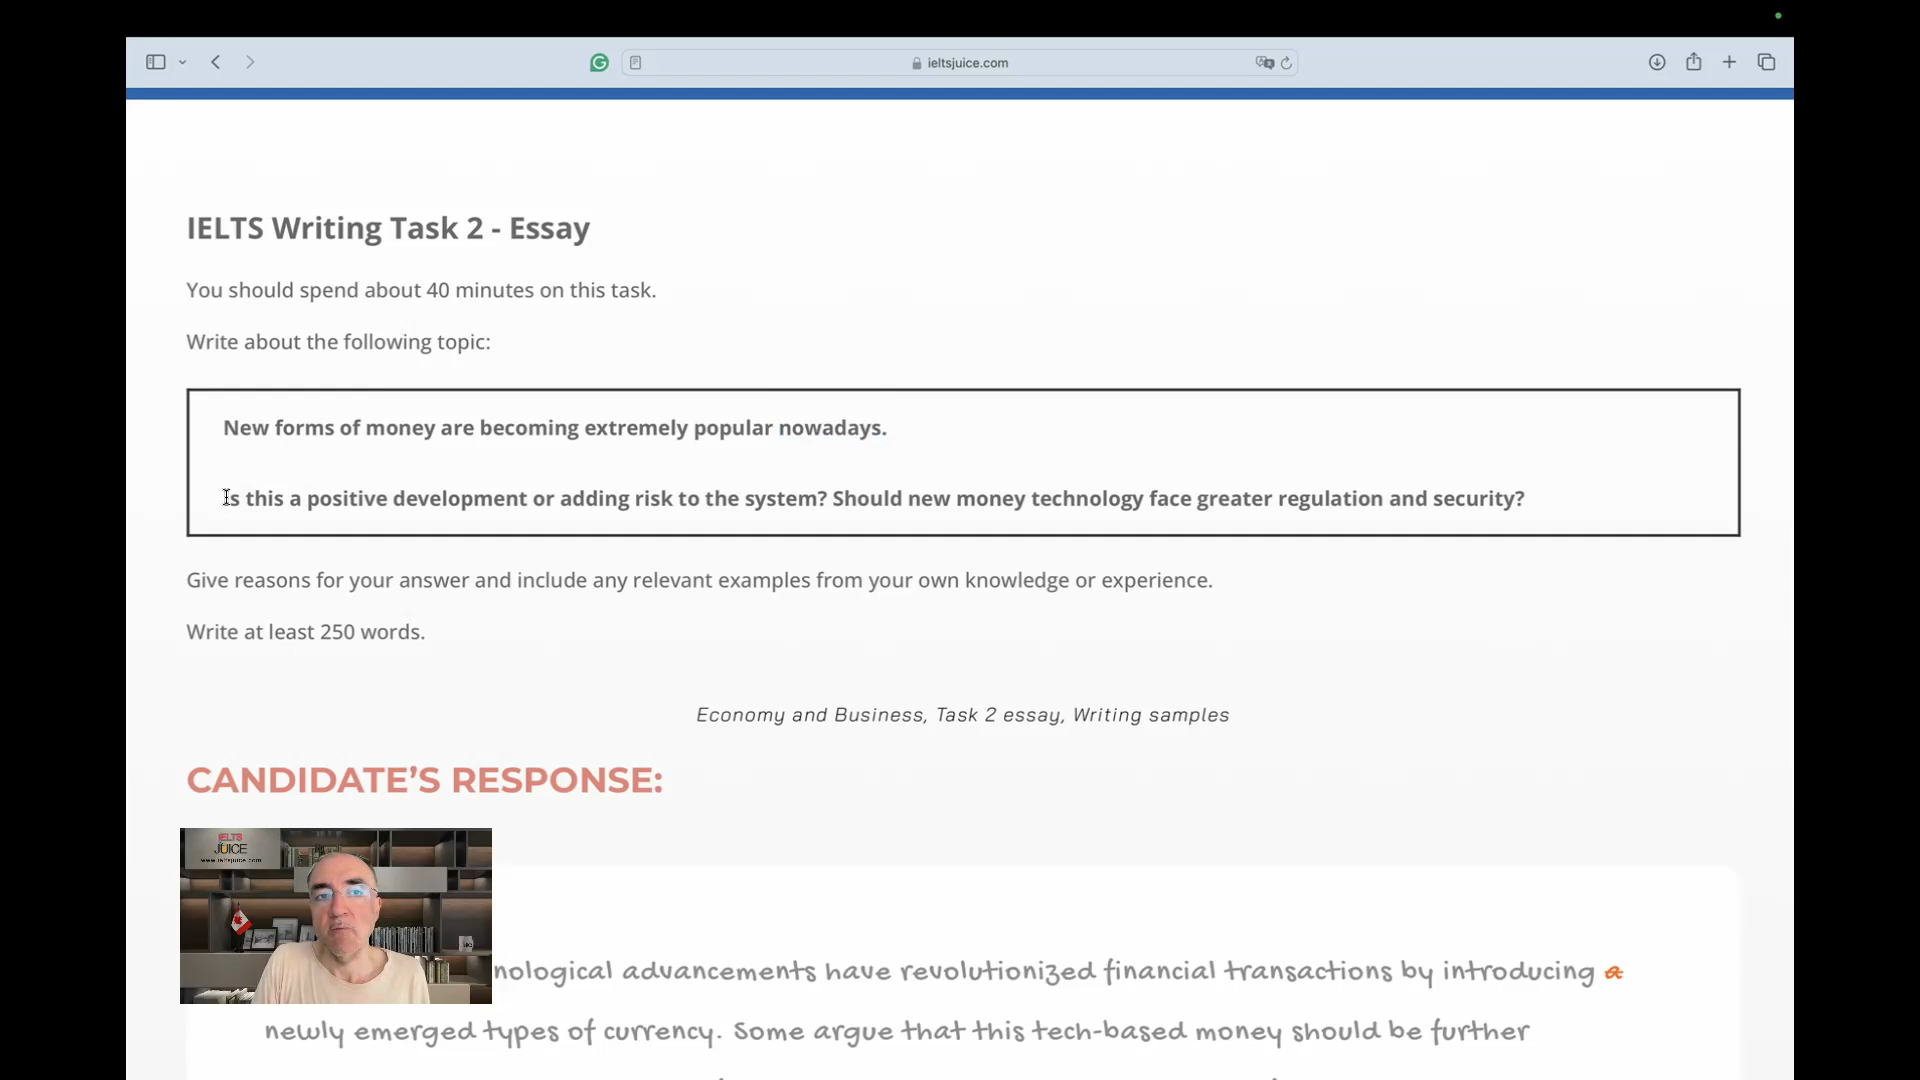 ieltsjuice.com
IELTS Writing Task 2 - Essay
You should spend about 40 minutes on this task.
Write about the following topic:
New forms of money are becoming extremely popular nowadays.
Is this a positive development or adding risk to the system? Should new money technology face greater regulation and security?
Give reasons for your answer and include any relevant examples from your own knowledge or experience.
Write at least 250 words.
Economy and Business, Task 2 essay, Writing samples
CANDIDATE’S RESPONSE:
IELTS
JUICE
www.ieltsjuice.com
nological advancements have revolutionized financial transactions by introducing a
newly emerged types of currency. Some argue that this tech-based money should be further